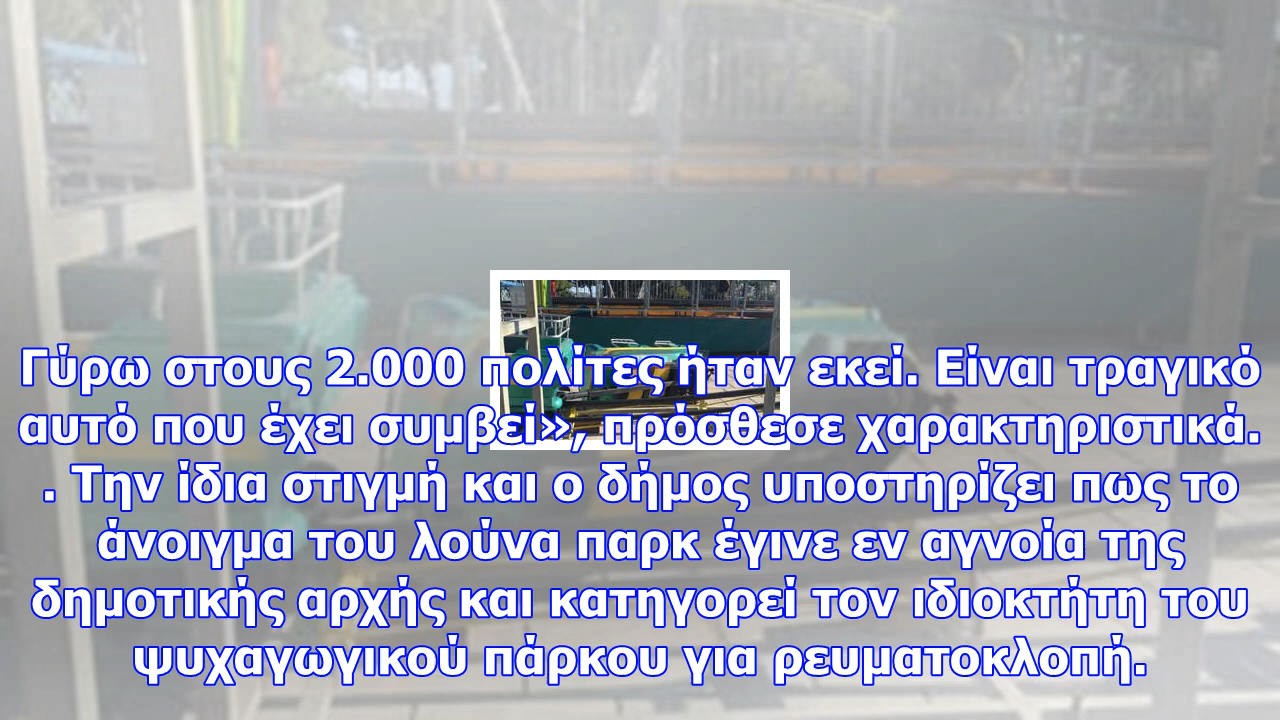 Γύρω στους 2.000 πολίτες ήταν εκεί. Είναι τραγικό
αυτό που έχει συμβεί», πρόσθεσε χαρακτηριστικά.
. Την ίδια στιγμή και ο δήμος υποστηρίζει πως το
άνοιγμα του λούνα παρκ έγινε εν αγνοία της
δημοτικής αρχής και κατηγορεί τον ιδιοκτήτη του
ψυχαγωγικού πάρκου για ρευματοκλοπή.